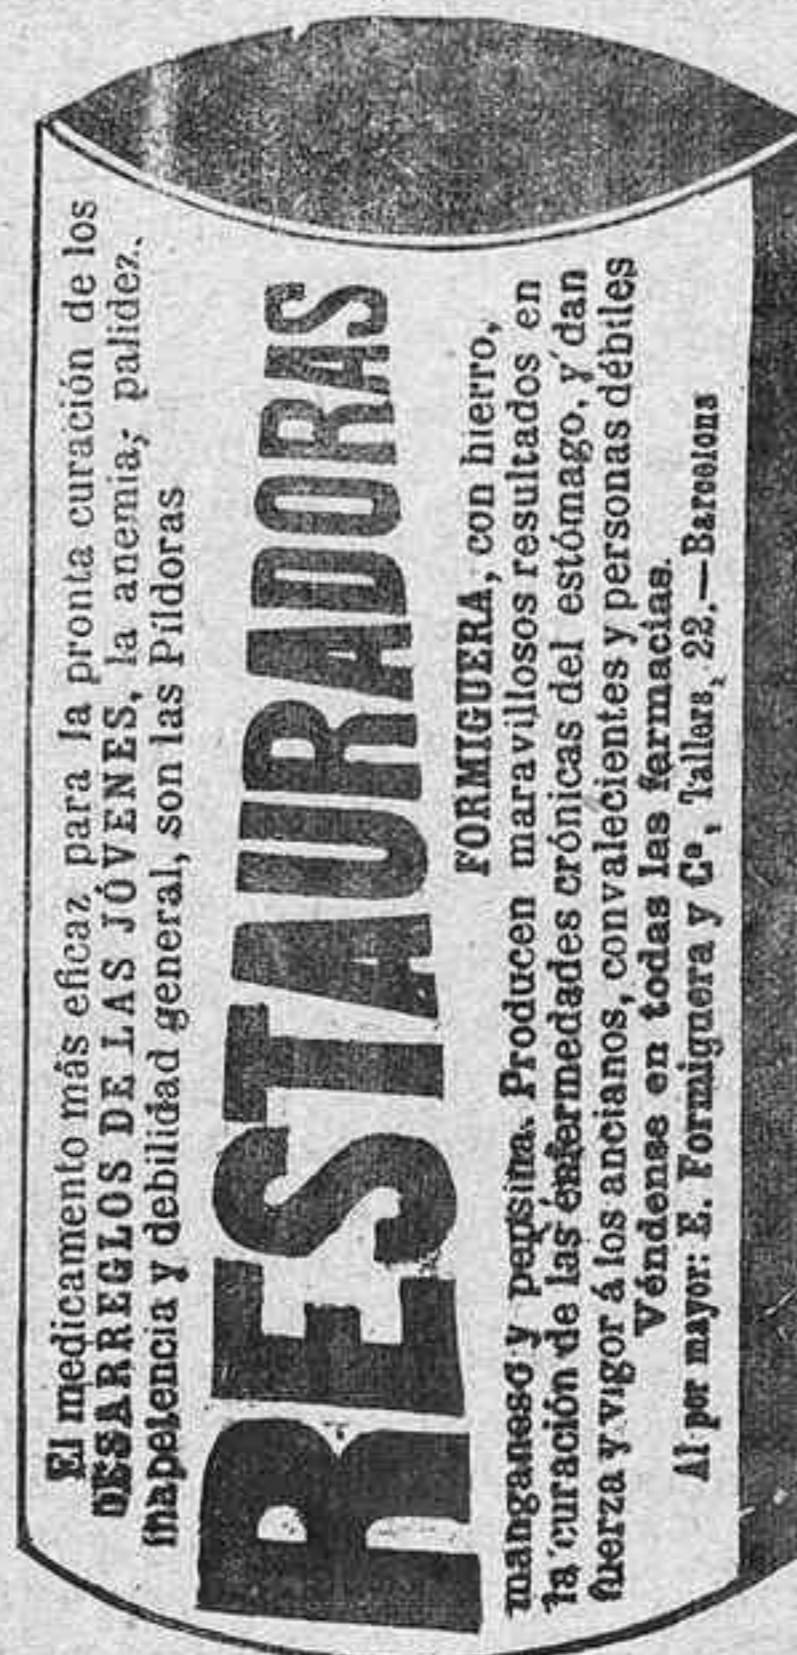 El medicamento más eficaz para la pronta curación de los
DESARREGLOS DE LAS JÓVENES, la anemia, palidez,
inapetencia y debilidad general, son las Píldoras
RESTAURADORAS
FORMIGUERA, con hierro,
manganeso y pepsina. Producen maravillosos resultados en
la curación de las enfermedades crónicas del estómago, y dan
fuerza y vigor á los ancianos, convalecientes y personas débiles
Véndense en todas las farmacias.
Al por mayor: E. Formiguera y Cª, Tallers, 22.—Barcelona